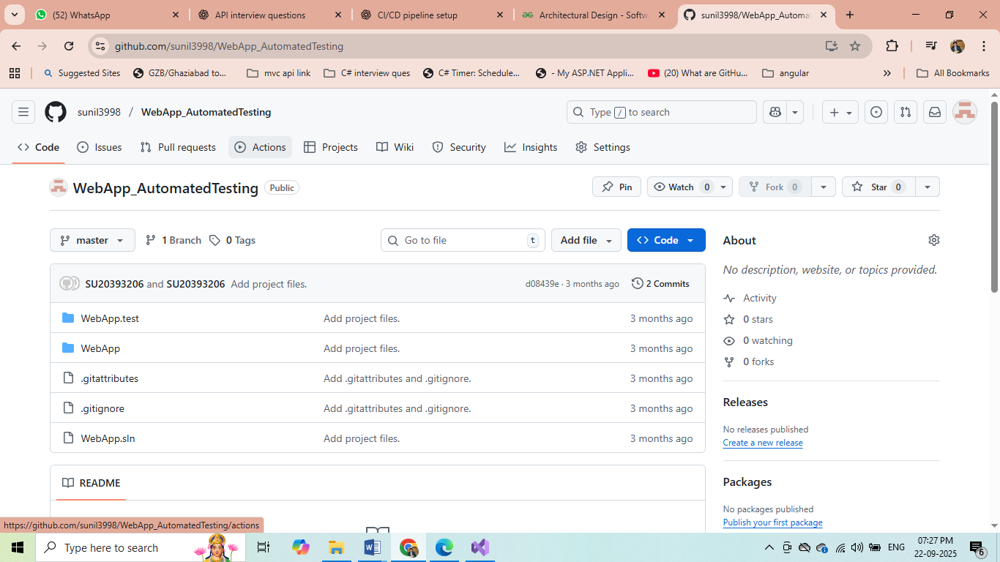 (52) WhatsApp
API interview questions
CI/CD pipeline setup
Architectural Design - Softw
sunil3998/WebApp_Automat
github.com/sunil3998/WebApp_AutomatedTesting
Suggested Sites
GZB/Ghaziabad to...
mvc api link
C# interview ques
C# Timer: Schedule...
- My ASP.NET Appli...
(20) What are GitHu...
angular
All Bookmarks
sunil3998 / WebApp_AutomatedTesting
Type / to search
Code
Issues
Pull requests
Actions
Projects
Wiki
Security
Insights
Settings
WebApp_AutomatedTesting Public
Pin
Watch 0
Fork 0
Star 0
master
1 Branch
0 Tags
Go to file t
Add file
Code
SU20393206 and SU20393206 Add project files.
d08439e · 3 months ago
2 Commits
WebApp.test Add project files. 3 months ago
WebApp Add project files. 3 months ago
.gitattributes Add .gitattributes and .gitignore. 3 months ago
.gitignore Add .gitattributes and .gitignore. 3 months ago
WebApp.sln Add project files. 3 months ago
README
About
No description, website, or topics provided.
Activity
0 stars
0 watching
0 forks
Releases
No releases published
Create a new release
Packages
No packages published
Publish your first package
https://github.com/sunil3998/WebApp_AutomatedTesting/actions
Type here to search
ENG
07:27 PM
22-09-2025
6